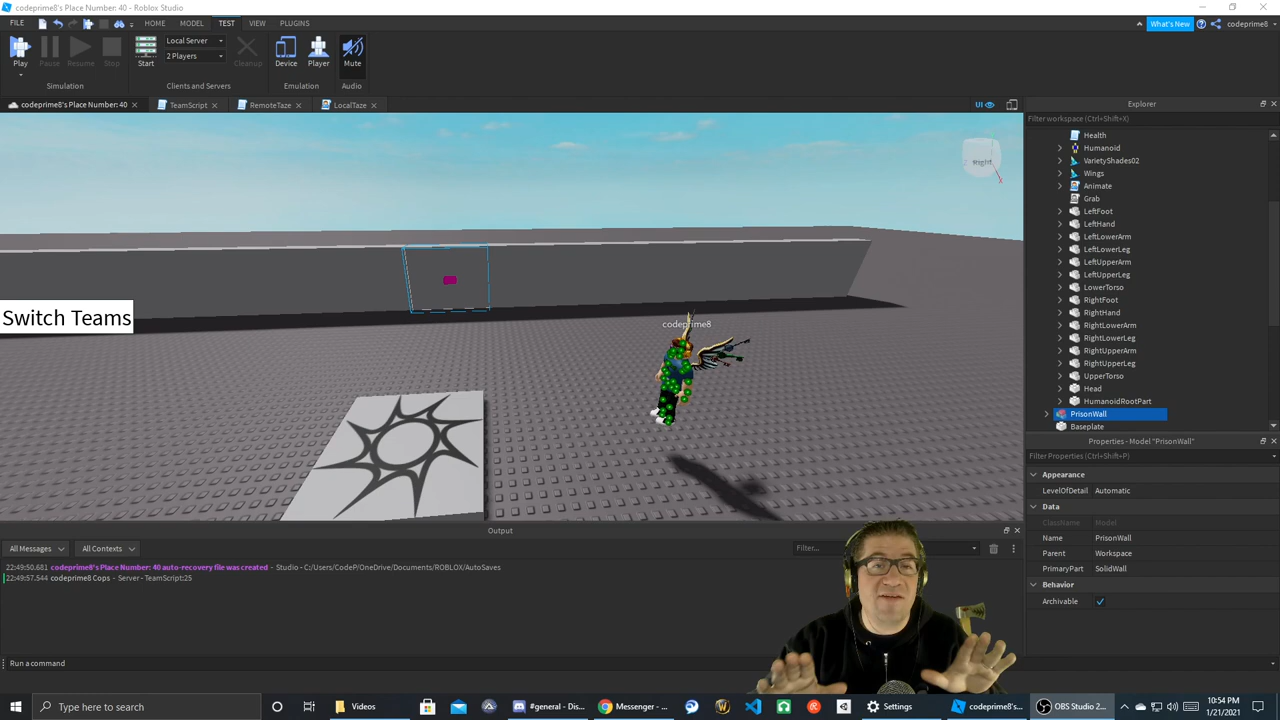 codeprime8's Place Number: 40 - Roblox Studio
FILE HOME MODEL TEST VIEW PLUGINS What's New codeprime8
Play Pause Resume Stop
Simulation
Local Server
2 Players
Start Cleanup
Clients and Servers
Device Player
Emulation
Mute
Audio
codeprime8's Place Number: 40 TeamScript RemoteTaze LocalTaze UI
Switch Teams
codeprime8
Explorer
Filter workspace (Ctrl+Shift+X)
Health
Humanoid
VarietyShades02
Wings
Animate
Grab
LeftFoot
LeftHand
LeftLowerArm
LeftLowerLeg
LeftUpperArm
LeftUpperLeg
LowerTorso
RightFoot
RightHand
RightLowerArm
RightLowerLeg
RightUpperArm
RightUpperLeg
UpperTorso
Head
HumanoidRootPart
PrisonWall
Baseplate
Properties - Model "PrisonWall"
Filter Properties (Ctrl+Shift+P)
Appearance
LevelOfDetail Automatic
Data
ClassName Model
Name PrisonWall
Parent Workspace
PrimaryPart SolidWall
Behavior
Archivable
Output
All Messages All Contexts Filter...
22:49:50.681 codeprime8's Place Number: 40 auto-recovery file was created - Studio - C:/Users/CodeP/OneDrive/Documents/ROBLOX/AutoSaves
22:49:57.544 codeprime8 Cops - Server - TeamScript:25
Run a command
Type here to search
Videos
#general - Dis...
Messenger - ...
Settings
codeprime8's...
OBS Studio 2...
10:54 PM
1/21/2021